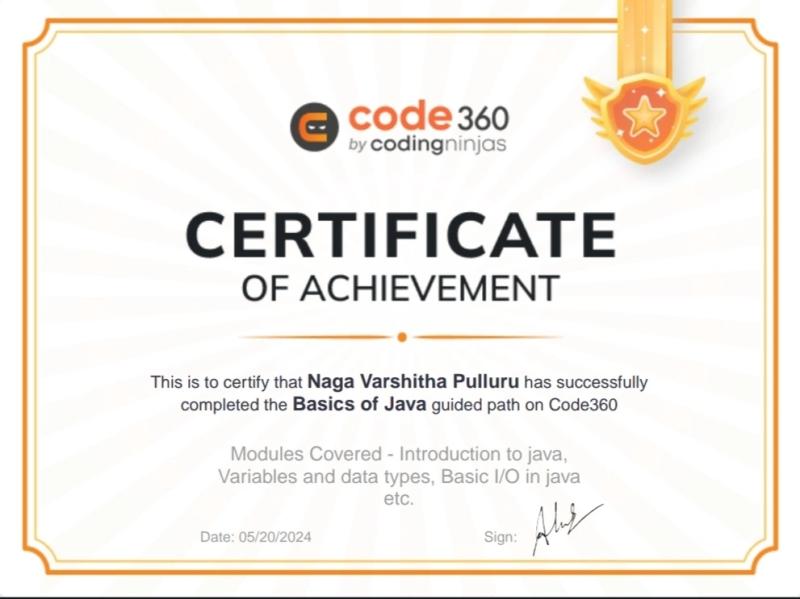 code 360
by codingninjas
CERTIFICATE
OF ACHIEVEMENT
This is to certify that Naga Varshitha Pulluru has successfully
completed the Basics of Java guided path on Code360
Modules Covered - Introduction to java,
Variables and data types, Basic I/O in java
etc.
Date: 05/20/2024 Sign: